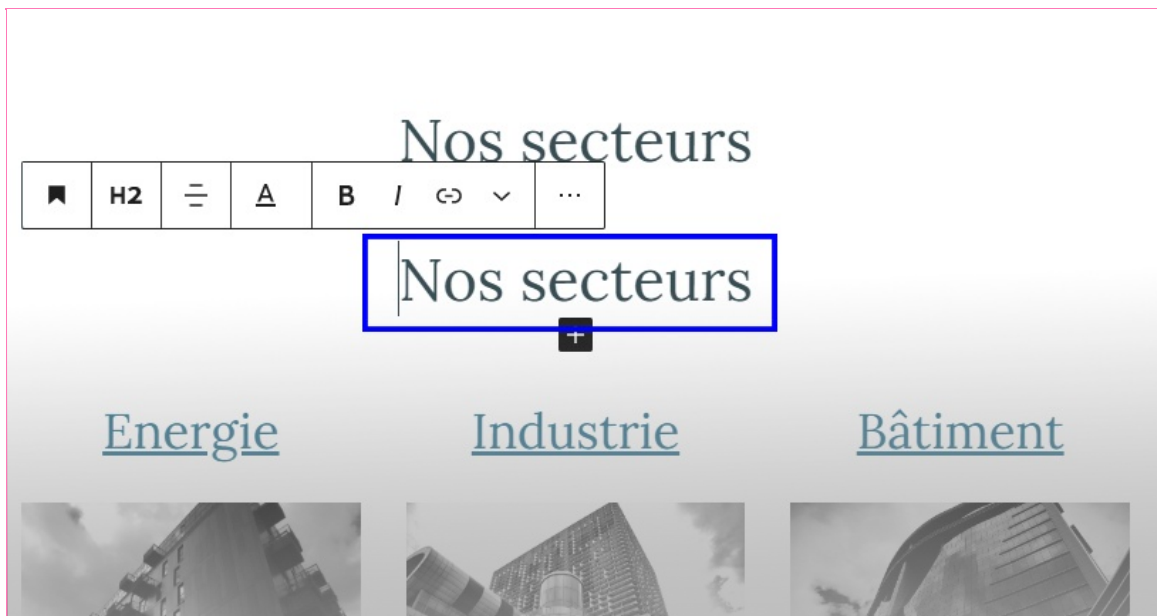 Nos secteurs
H2 A B I ...
Nos secteurs
+
Energie Industrie Bâtiment